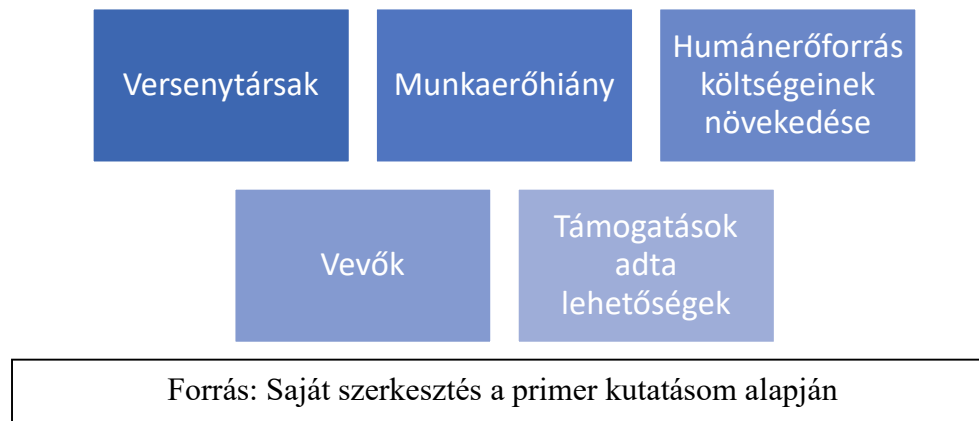 Versenytársak
Munkaerőhiány
Humánerőforrás
költségeinek
növekedése
Vevők
Támogatások
adta
lehetőségek
Forrás: Saját szerkesztés a primer kutatásom alapján